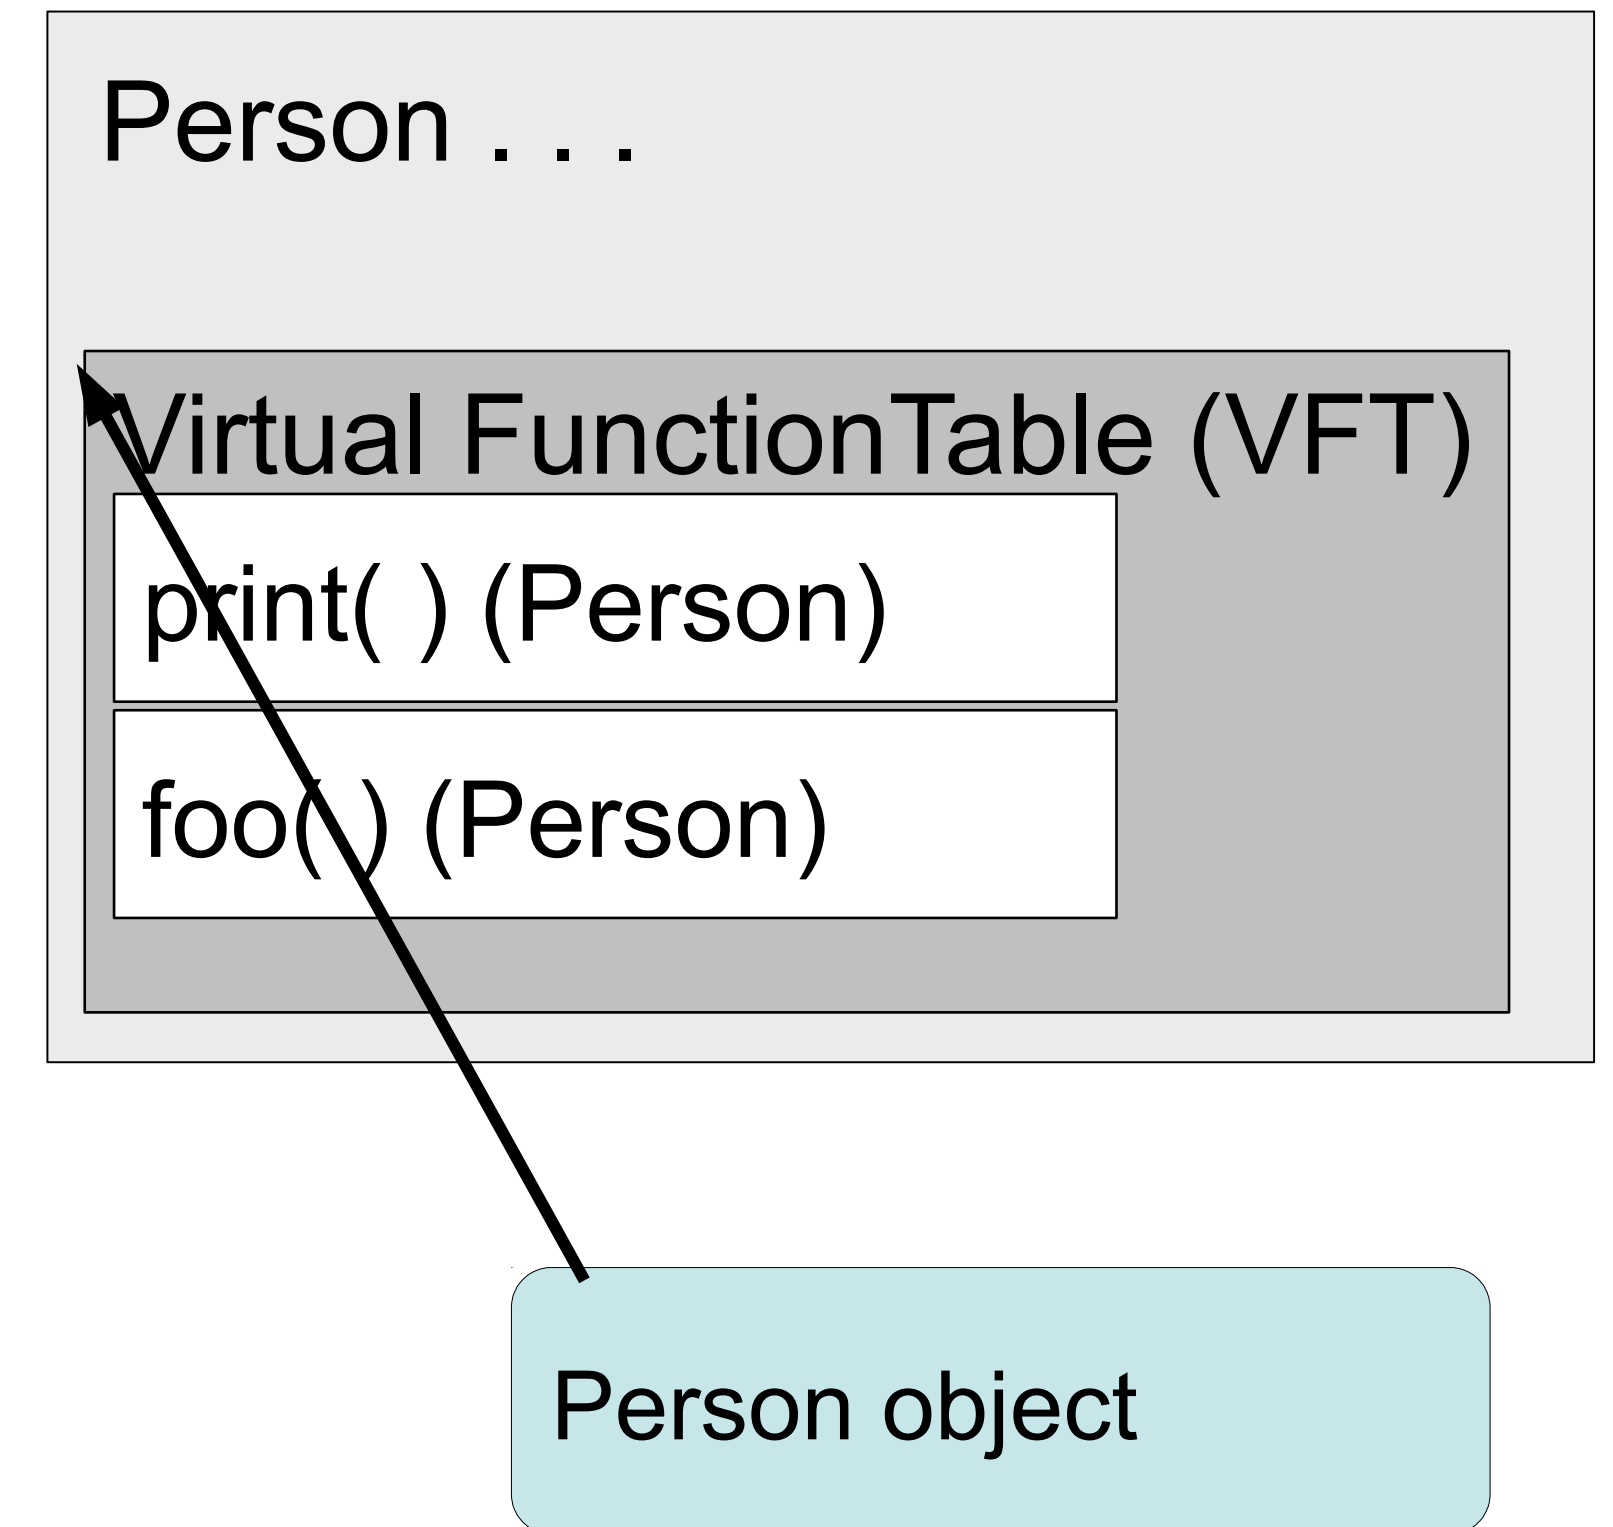 Person . . .
Virtual FunctionTable (VFT)
print( ) (Person)
foo( ) (Person)
Person object